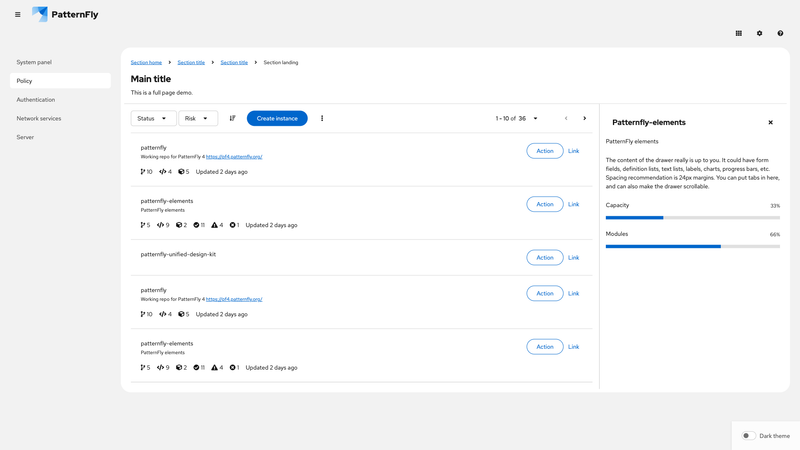 PatternFly
System panel
Policy
Authentication
Network services
Server
Section home
Section title
Section title
Section landing
Main title
This is a full page demo.
Status
Risk
Create instance
1 - 10 of 36
patternfly
Working repo for PatternFly 4 https://pf4.patternfly.org/
10 4 5 Updated 2 days ago
Action Link
patternfly-elements
PatternFly elements
5 9 2 11 4 1 Updated 2 days ago
Action Link
patternfly-unified-design-kit
Action Link
patternfly
Working repo for PatternFly 4 https://pf4.patternfly.org/
10 4 5 Updated 2 days ago
Action Link
patternfly-elements
PatternFly elements
5 9 2 11 4 1 Updated 2 days ago
Action Link
Patternfly-elements
PatternFly elements
The content of the drawer really is up to you. It could have form
fields, definition lists, text lists, labels, charts, progress bars, etc.
Spacing recommendation is 24px margins. You can put tabs in here,
and can also make the drawer scrollable.
Capacity 33%
Modules 66%
Dark theme